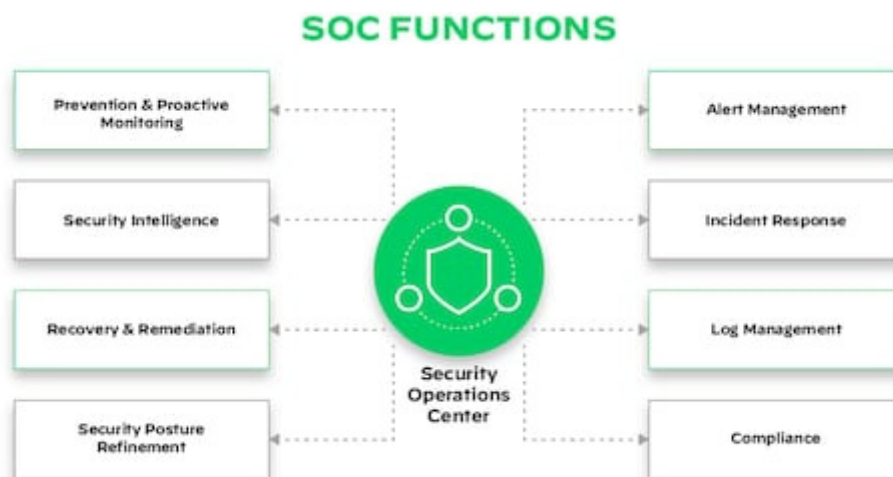 SOC FUNCTIONS
Prevention & Proactive
Monitoring
Security Intelligence
Recovery & Remediation
Security Posture
Refinement
Security
Operations
Center
Alert Management
Incident Response
Log Management
Compliance